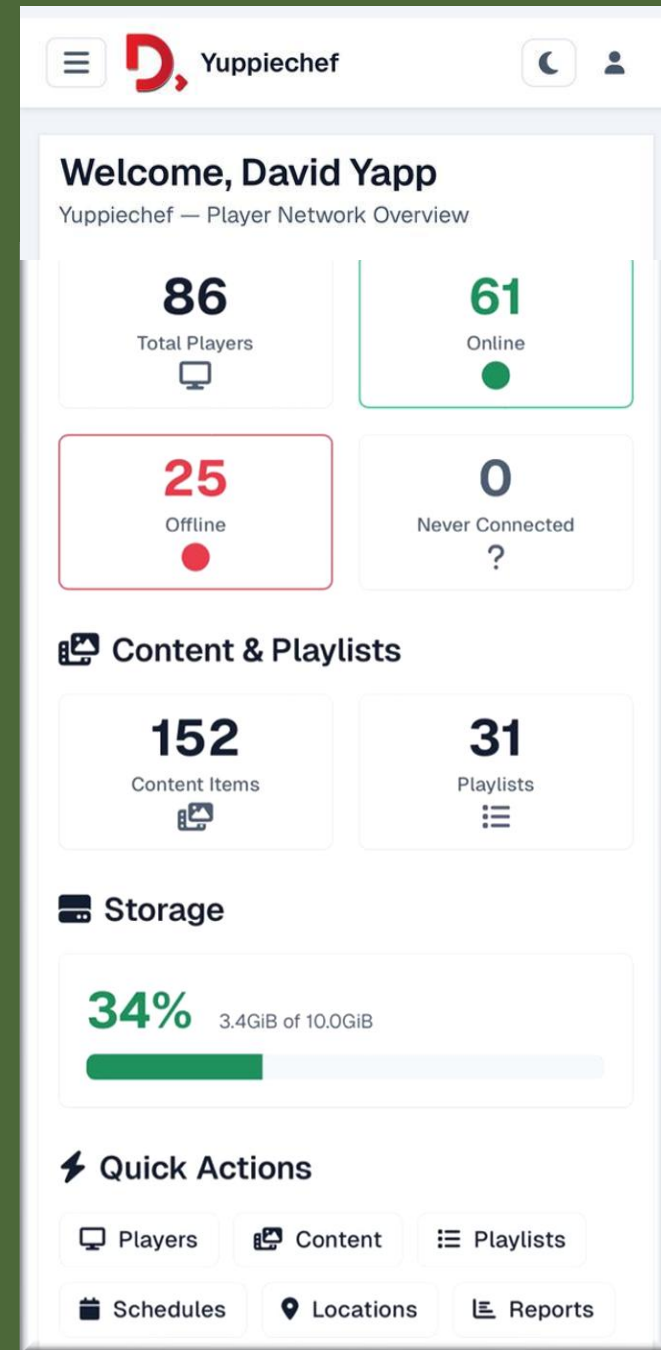 Yuppiechef
Welcome, David Yapp
Yuppiechef — Player Network Overview
86
Total Players
61
Online
25
Offline
0
Never Connected
?
Content & Playlists
152
Content Items
31
Playlists
Storage
34% 3.4GiB of 10.0GiB
Quick Actions
Players Content Playlists
Schedules Locations Reports